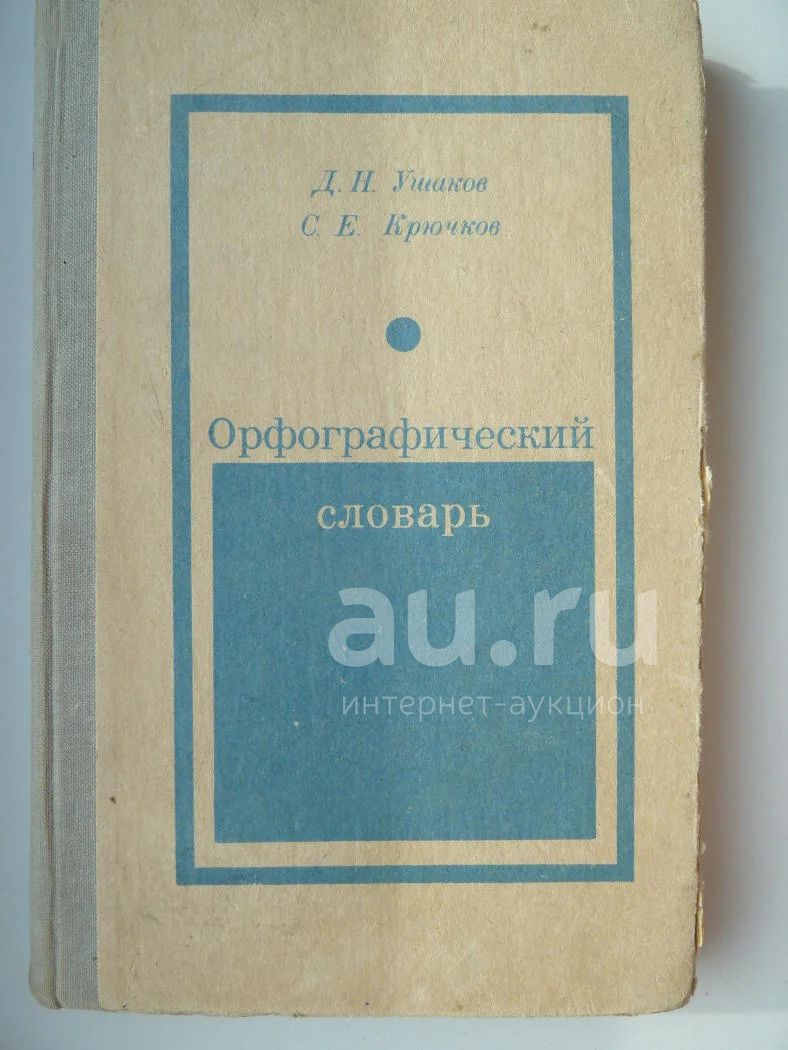 Д. Н. Ушаков
С. Е. Крючков
Орфографический
словарь
au.ru
интернет-аукцион